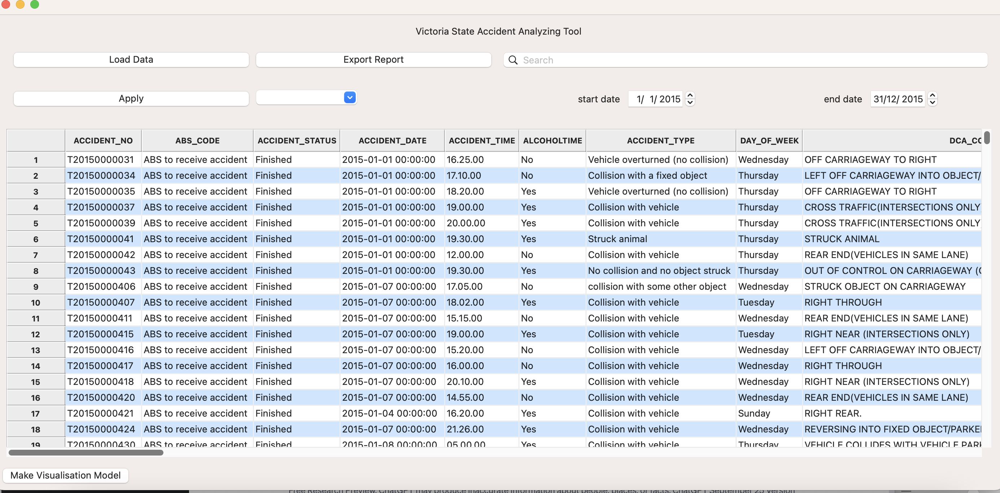 Victoria State Accident Analyzing Tool
Load Data Export Report Search
Apply start date 1/ 1/ 2015 end date 31/12/ 2015
ACCIDENT_NO ABS_CODE ACCIDENT_STATUS ACCIDENT_DATE ACCIDENT_TIME ALCOHOLTIME ACCIDENT_TYPE DAY_OF_WEEK DCA_CO
1 T20150000031 ABS to receive accident Finished 2015-01-01 00:00:00 16.25.00 No Vehicle overturned (no collision) Wednesday OFF CARRIAGEWAY TO RIGHT
2 T20150000034 ABS to receive accident Finished 2015-01-01 00:00:00 17.10.00 No Collision with a fixed object Thursday LEFT OFF CARRIAGEWAY INTO OBJECT/
3 T20150000035 ABS to receive accident Finished 2015-01-01 00:00:00 18.20.00 Yes Vehicle overturned (no collision) Thursday OFF CARRIAGEWAY TO RIGHT
4 T20150000037 ABS to receive accident Finished 2015-01-01 00:00:00 19.00.00 Yes Collision with vehicle Thursday CROSS TRAFFIC(INTERSECTIONS ONLY)
5 T20150000039 ABS to receive accident Finished 2015-01-01 00:00:00 20.00.00 Yes Collision with vehicle Thursday CROSS TRAFFIC(INTERSECTIONS ONLY)
6 T20150000041 ABS to receive accident Finished 2015-01-01 00:00:00 19.30.00 Yes Struck animal Thursday STRUCK ANIMAL
7 T20150000042 ABS to receive accident Finished 2015-01-01 00:00:00 12.00.00 No Collision with vehicle Thursday REAR END(VEHICLES IN SAME LANE)
8 T20150000043 ABS to receive accident Finished 2015-01-01 00:00:00 19.30.00 Yes No collision and no object struck Thursday OUT OF CONTROL ON CARRIAGEWAY (
9 T20150000406 ABS to receive accident Finished 2015-01-07 00:00:00 17.05.00 No collision with some other object Wednesday STRUCK OBJECT ON CARRIAGEWAY
10 T20150000407 ABS to receive accident Finished 2015-01-07 00:00:00 18.02.00 Yes Collision with vehicle Tuesday RIGHT THROUGH
11 T20150000411 ABS to receive accident Finished 2015-01-07 00:00:00 15.15.00 No Collision with vehicle Wednesday REAR END(VEHICLES IN SAME LANE)
12 T20150000415 ABS to receive accident Finished 2015-01-07 00:00:00 19.00.00 Yes Collision with vehicle Tuesday RIGHT NEAR (INTERSECTIONS ONLY)
13 T20150000416 ABS to receive accident Finished 2015-01-07 00:00:00 15.20.00 No Collision with vehicle Wednesday LEFT OFF CARRIAGEWAY INTO OBJECT/
14 T20150000417 ABS to receive accident Finished 2015-01-07 00:00:00 16.00.00 No Collision with vehicle Wednesday RIGHT THROUGH
15 T20150000418 ABS to receive accident Finished 2015-01-07 00:00:00 20.10.00 Yes Collision with vehicle Wednesday RIGHT NEAR (INTERSECTIONS ONLY)
16 T20150000420 ABS to receive accident Finished 2015-01-07 00:00:00 14.55.00 No Collision with vehicle Wednesday REAR END(VEHICLES IN SAME LANE)
17 T20150000421 ABS to receive accident Finished 2015-01-04 00:00:00 16.20.00 Yes Collision with vehicle Sunday RIGHT REAR.
18 T20150000424 ABS to receive accident Finished 2015-01-07 00:00:00 21.26.00 Yes Collision with vehicle Wednesday REVERSING INTO FIXED OBJECT/PARKE
19 T20150000430 ABS to receive accident Finished 2015-01-08 00:00:00 05.00.00 Yes Collision with vehicle Thursday VEHICLE COLLIDES WITH VEHICLE PARK
Make Visualisation Model
Free Research Preview. ChatGPT may produce inaccurate information about people, places, or facts. ChatGPT September 25 Version